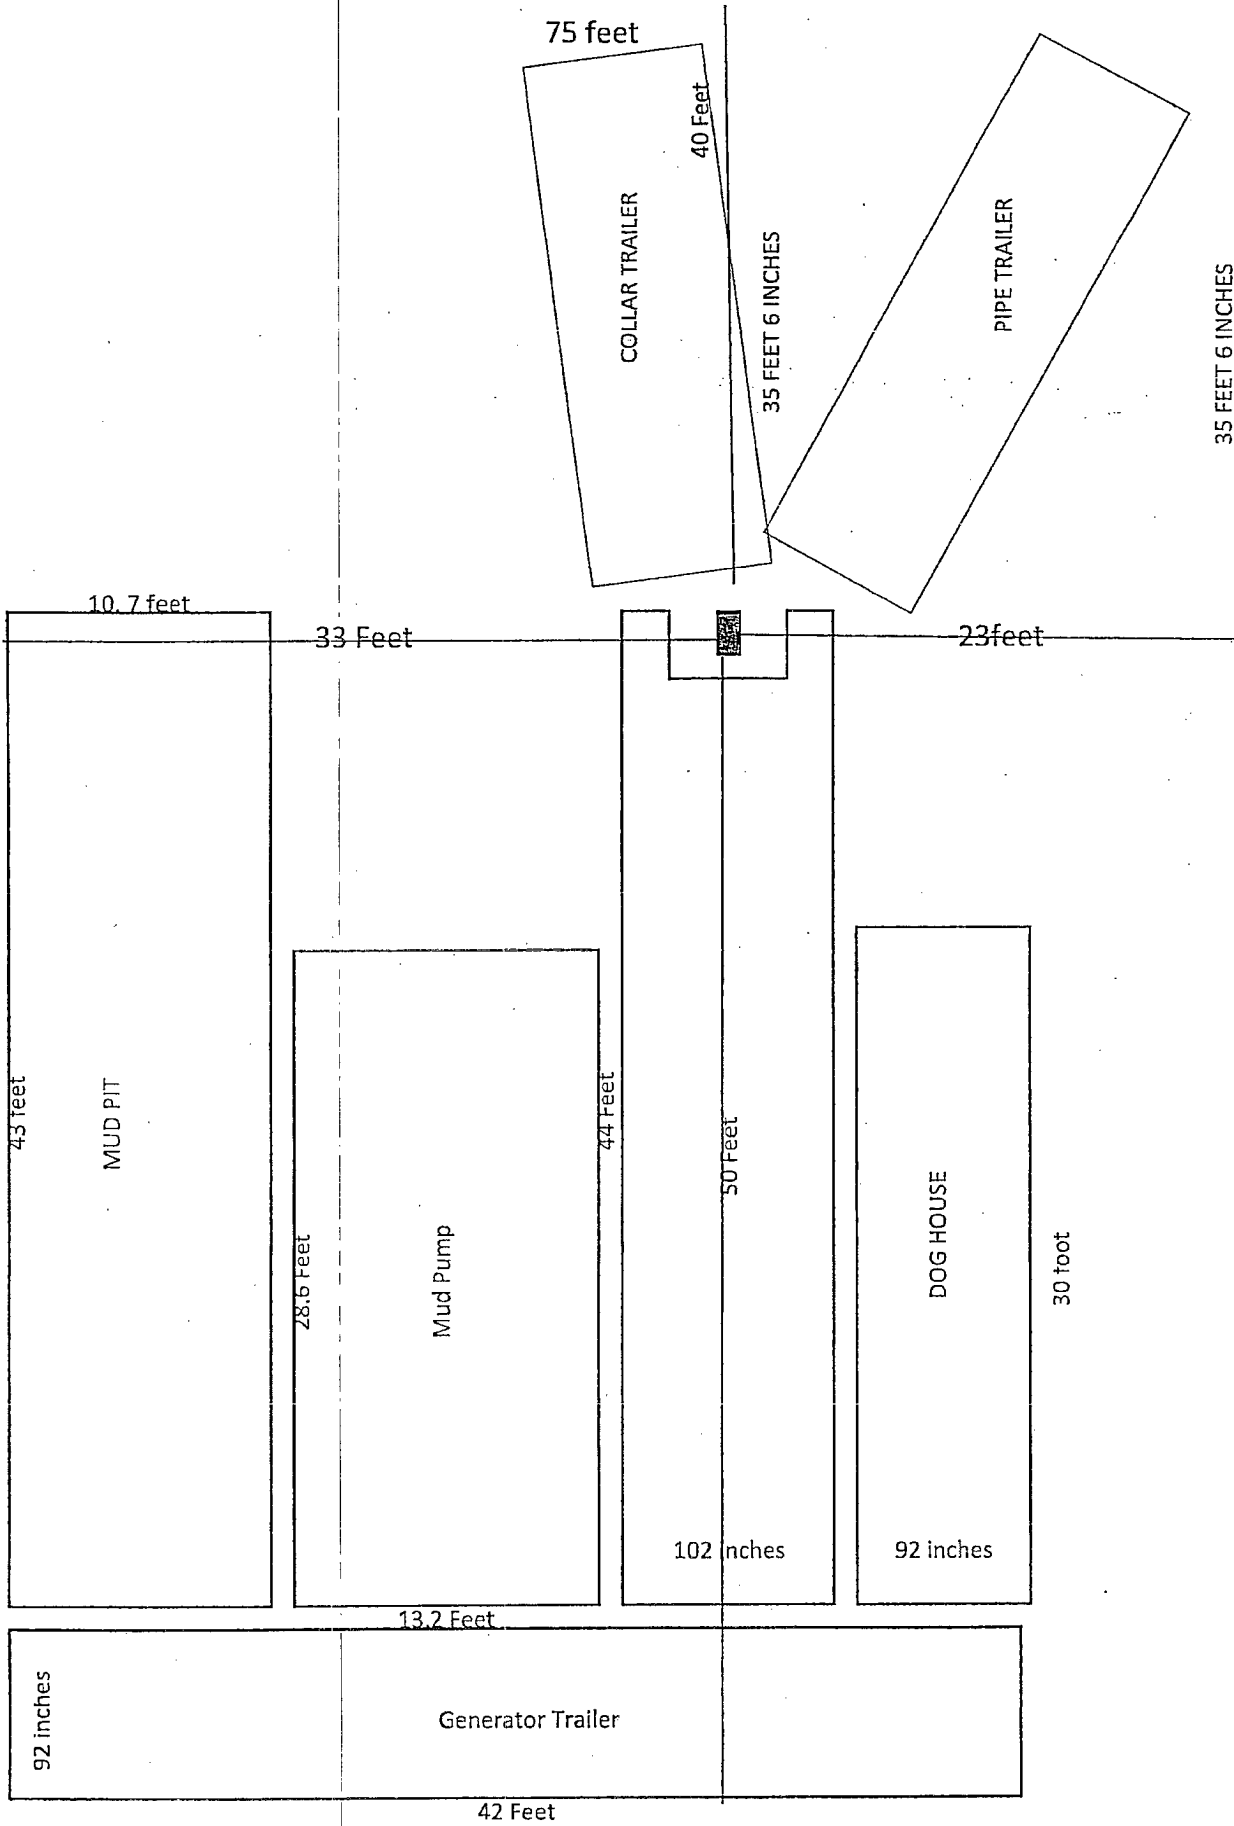 75 feet
40 Feet
COLLAR TRAILER
35 FEET 6 INCHES
PIPE TRAILER
35 FEET 6 INCHES
10. 7 feet
33 Feet
23feet
43 feet
MUD PIT
28.6 Feet
Mud Pump
44 Feet
50 Feet
DOG HOUSE
30 foot
102 inches
92 inches
13.2 Feet
92 inches
Generator Trailer
42 Feet